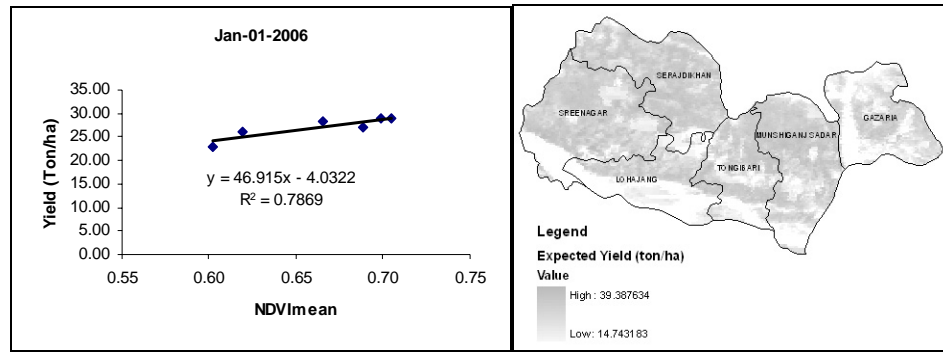 Jan-01-2006
35.00
30.00
25.00
20.00
15.00
10.00
5.00
0.00
Yield (Ton/ha)
y = 46.915x - 4.0322
R² = 0.7869
0.55 0.60 0.65 0.70 0.75
NDVImean
SERAJDIKHAN
SREENAGAR
GAZARIA
MUNSHIGANJ SADAR
TONGIBARI
LOHAJANG
Legend
Expected Yield (ton/ha)
Value
High : 39.387634
Low: 14.743183